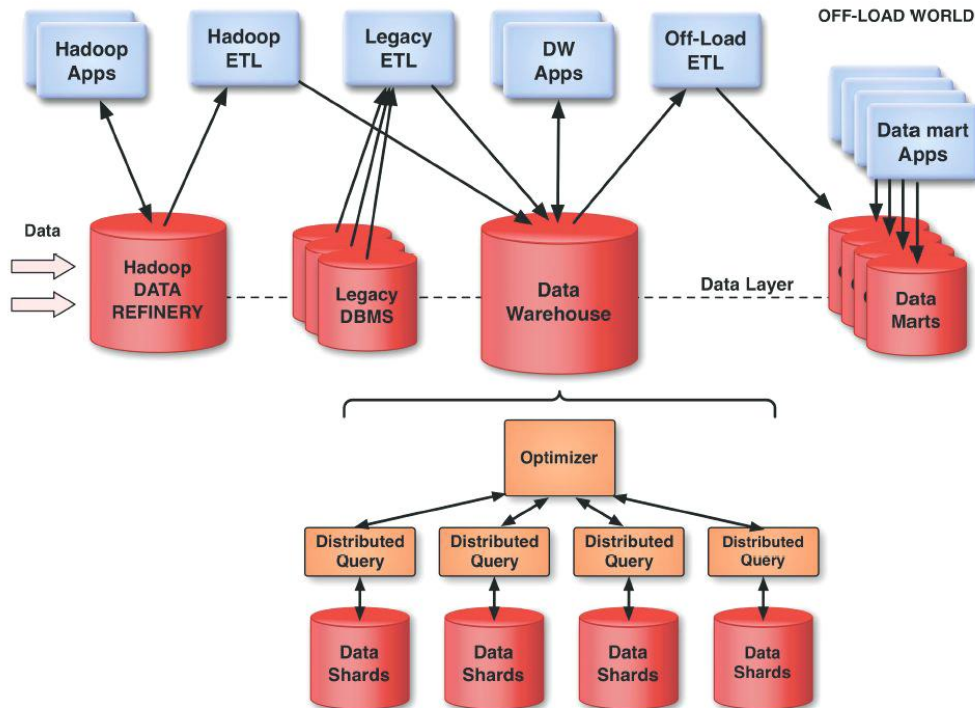 OFF-LOAD WORLD
Hadoop
Apps
Hadoop
ETL
Legacy
ETL
DW
Apps
Off-Load
ETL
Data mart
Apps
Data
Hadoop
DATA
REFINERY
Legacy
DBMS
Data
Warehouse
Data Layer
Data
Marts
Optimizer
Distributed
Query
Distributed
Query
Distributed
Query
Distributed
Query
Data
Shards
Data
Shards
Data
Shards
Data
Shards